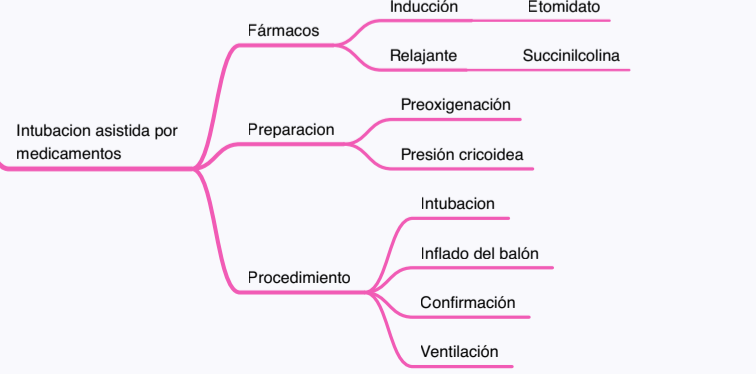 Inducción
Etomidato
Fármacos
Relajante
Succinilcolina
Preoxigenación
Intubacion asistida por
medicamentos
Preparacion
Presión cricoidea
Intubacion
Inflado del balón
Procedimiento
Confirmación
Ventilación